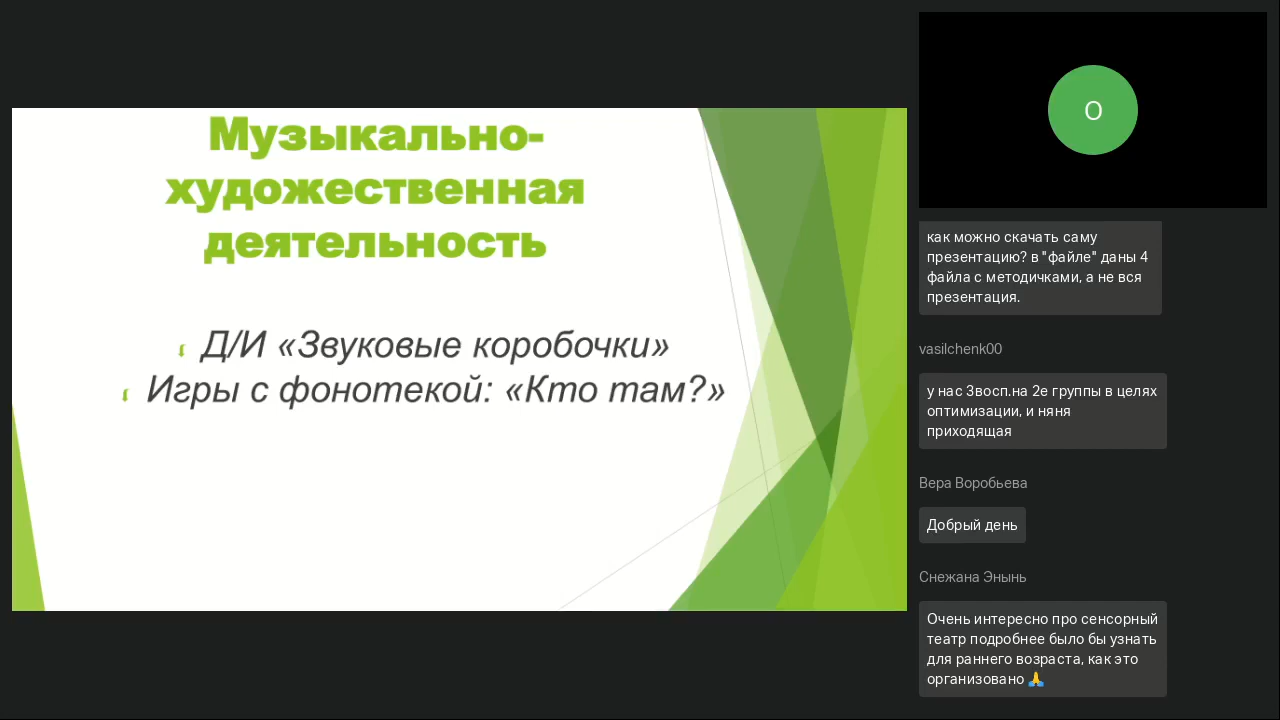 Музыкально-
художественная
деятельность
Д/И «Звуковые коробочки»
Игры с фонотекой: «Кто там?»
О
как можно скачать саму
презентацию? в "файле" даны 4
файла с методичками, а не вся
презентация.
vasilchenk00
у нас 3восп.на 2е группы в целях
оптимизации, и няня
приходящая
Вера Воробьева
Добрый день
Снежана Энынь
Очень интересно про сенсорный
театр подробнее было бы узнать
для раннего возраста, как это
организовано 🙏